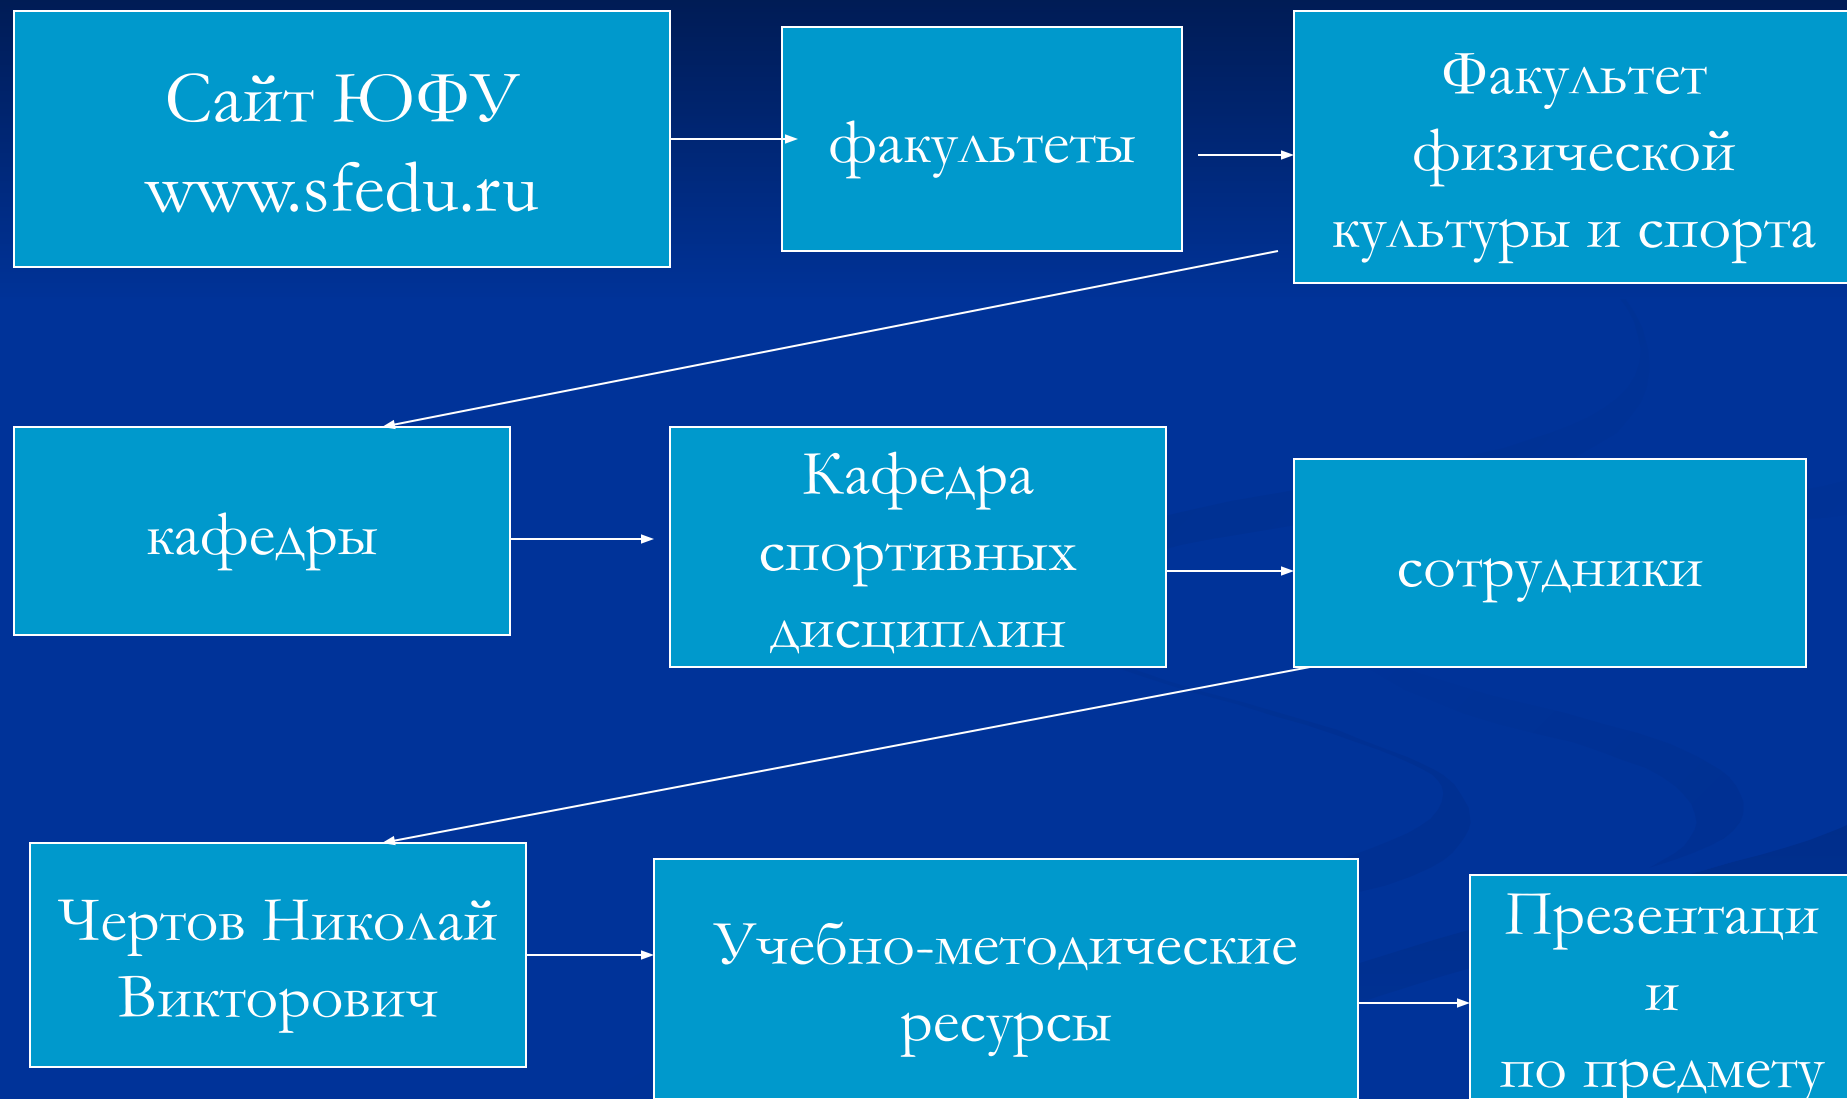 Сайт ЮФУ
www.sfedu.ru
факультеты
Факультет
физической
культуры и спорта
кафедры
Кафедра
спортивных
дисциплин
сотрудники
Чертов Николай
Викторович
Учебно-методические
ресурсы
Презентаци
и
по предмету